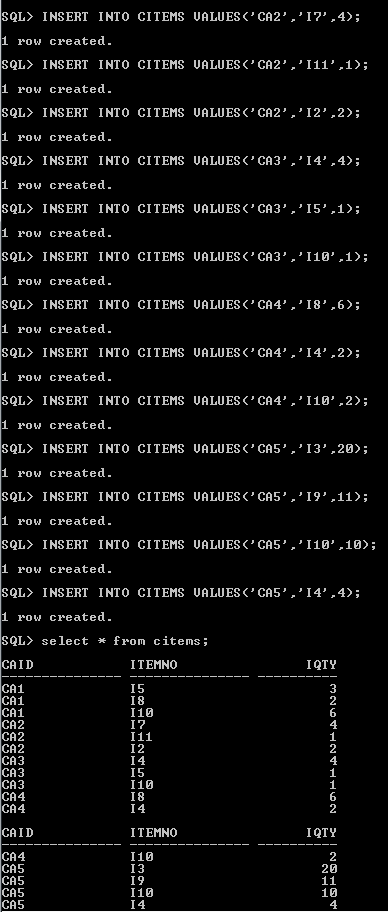 SQL> INSERT INTO CITEMS VALUES('CA2','I7',4);
1 row created.
SQL> INSERT INTO CITEMS VALUES('CA2','I11',1);
1 row created.
SQL> INSERT INTO CITEMS VALUES('CA2','I2',2);
1 row created.
SQL> INSERT INTO CITEMS VALUES('CA3','I4',4);
1 row created.
SQL> INSERT INTO CITEMS VALUES('CA3','I5',1);
1 row created.
SQL> INSERT INTO CITEMS VALUES('CA3','I10',1);
1 row created.
SQL> INSERT INTO CITEMS VALUES('CA4','I8',6);
1 row created.
SQL> INSERT INTO CITEMS VALUES('CA4','I4',2);
1 row created.
SQL> INSERT INTO CITEMS VALUES('CA4','I10',2);
1 row created.
SQL> INSERT INTO CITEMS VALUES('CA5','I3',20);
1 row created.
SQL> INSERT INTO CITEMS VALUES('CA5','I9',11);
1 row created.
SQL> INSERT INTO CITEMS VALUES('CA5','I10',10);
1 row created.
SQL> INSERT INTO CITEMS VALUES('CA5','I4',4);
1 row created.
SQL> select * from citems;
CAID ITEMNO IQTY
--------------- --------------- ----------
CA1 I5 3
CA1 I8 2
CA1 I10 6
CA2 I7 4
CA2 I11 1
CA2 I2 2
CA3 I4 4
CA3 I5 1
CA3 I10 1
CA4 I8 6
CA4 I4 2
CAID ITEMNO IQTY
--------------- --------------- ----------
CA4 I10 2
CA5 I3 20
CA5 I9 11
CA5 I10 10
CA5 I4 4